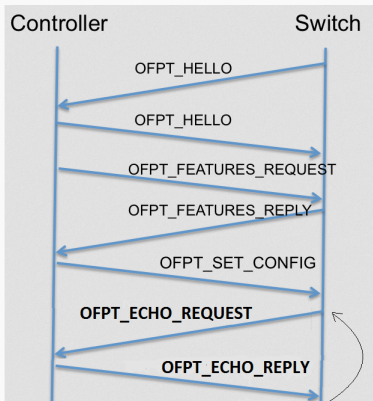 Controller Switch
OFPT_HELLO
OFPT_HELLO
OFPT_FEATURES_REQUEST
OFPT_FEATURES_REPLY
OFPT_SET_CONFIG
OFPT_ECHO_REQUEST
OFPT_ECHO_REPLY